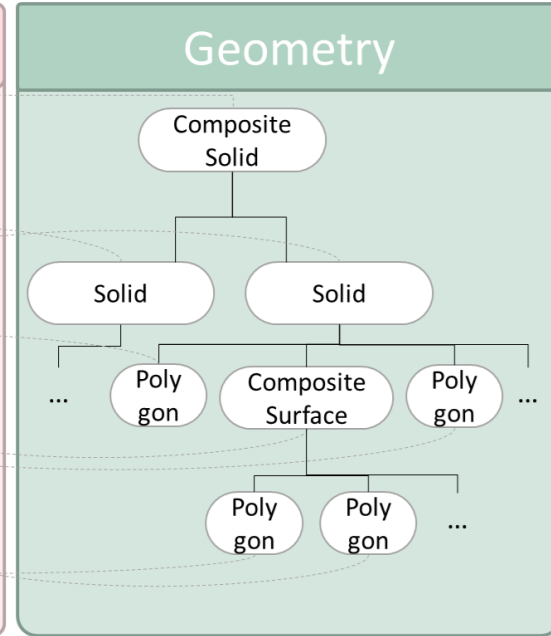 Geometry
Composite
Solid
Solid
Solid
...
Poly
gon
Composite
Surface
Poly
gon
...
Poly
gon
Poly
gon
...